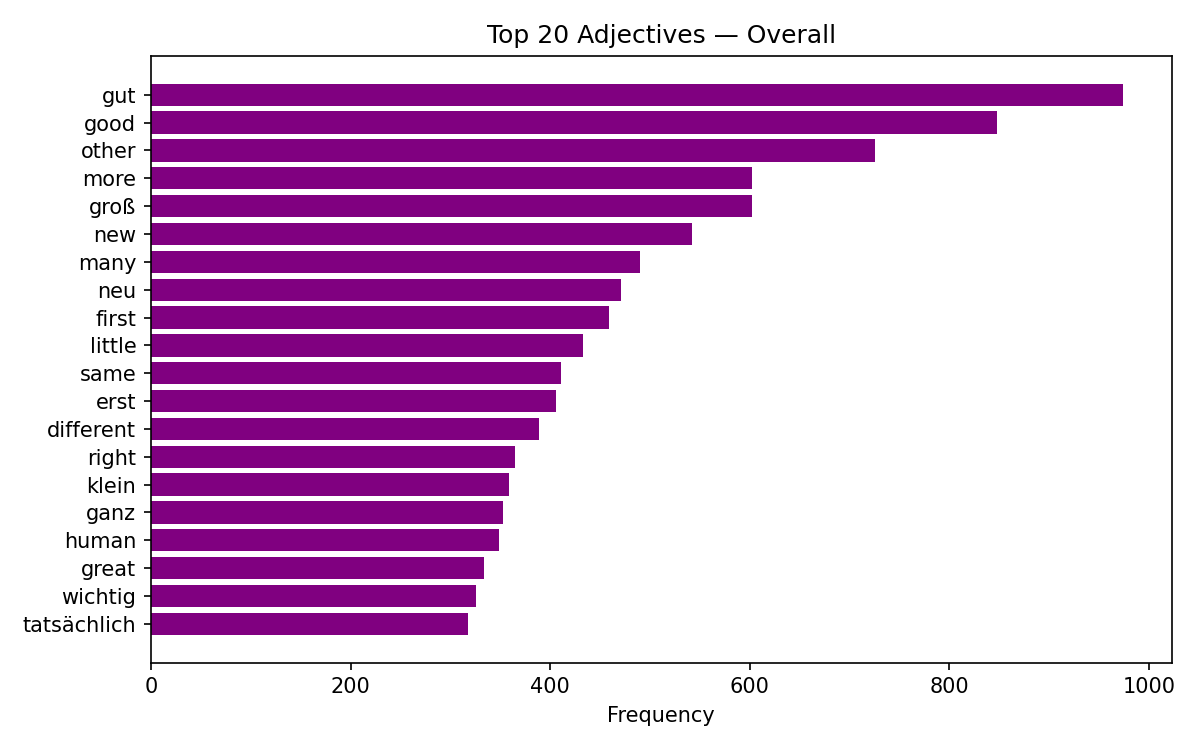 Top 20 Adjectives — Overall
gut
good
other
more
groß
new
many
neu
first
little
same
erst
different
right
klein
ganz
human
great
wichtig
tatsächlich
0 200 400 600 800 1000
Frequency